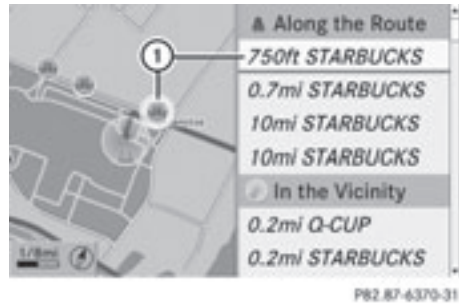 Along the Route
1
750ft STARBUCKS
0.7mi STARBUCKS
10mi STARBUCKS
10mi STARBUCKS
In the Vicinity
0.2mi Q-CUP
0.2mi STARBUCKS
1/8mi
P82.87-6370-31